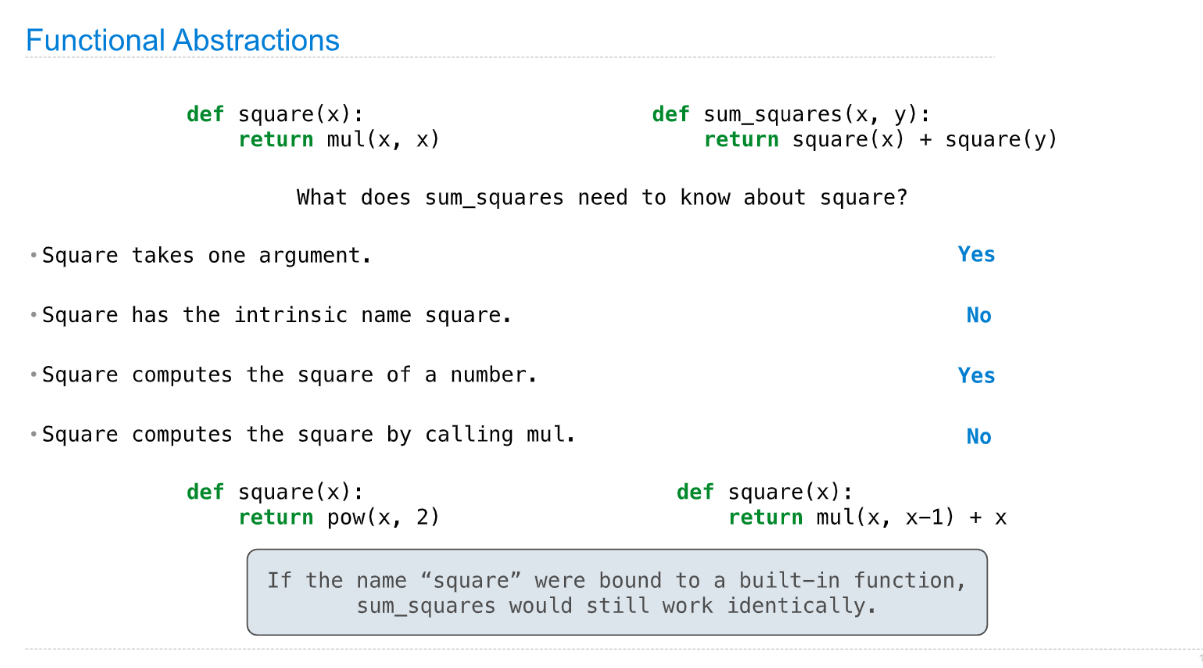 Functional Abstractions
def square(x):
    return mul(x, x)
def sum_squares(x, y):
    return square(x) + square(y)
What does sum_squares need to know about square?
•Square takes one argument. Yes
•Square has the intrinsic name square. No
•Square computes the square of a number. Yes
•Square computes the square by calling mul. No
def square(x):
    return pow(x, 2)
def square(x):
    return mul(x, x-1) + x
If the name “square” were bound to a built-in function,
sum_squares would still work identically.